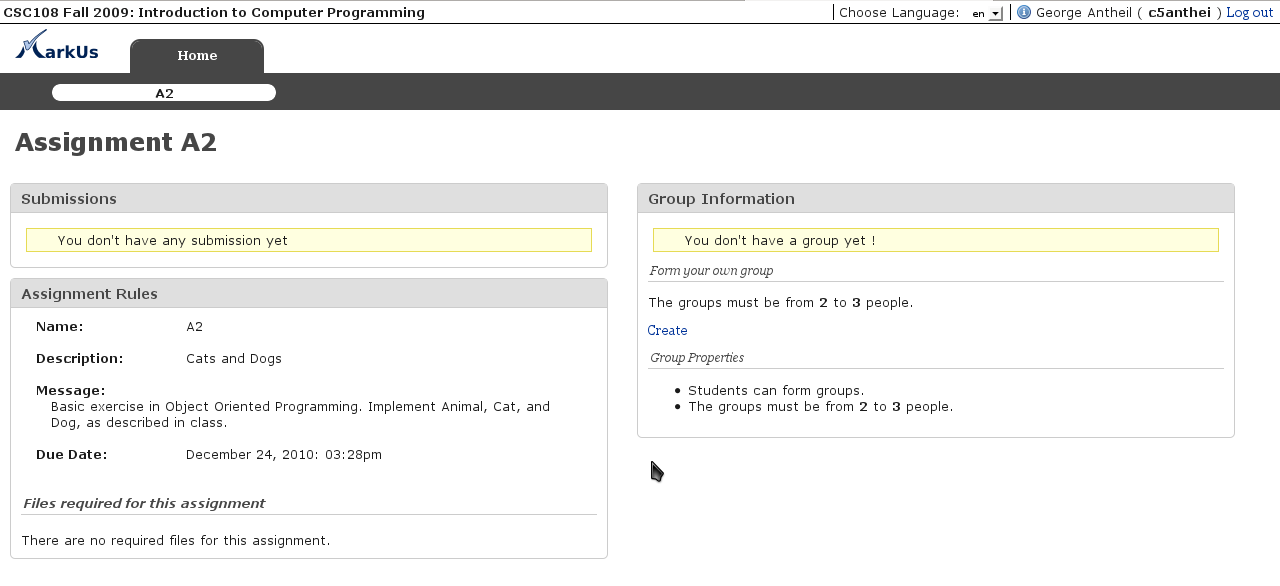 CSC108 Fall 2009: Introduction to Computer Programming
Choose Language: en
George Antheil ( c5anthei ) Log out
MarkUs
Home
A2
Assignment A2
Submissions
You don't have any submission yet
Assignment Rules
Name: A2
Description: Cats and Dogs
Message:
Basic exercise in Object Oriented Programming. Implement Animal, Cat, and
Dog, as described in class.
Due Date: December 24, 2010: 03:28pm
Files required for this assignment
There are no required files for this assignment.
Group Information
You don't have a group yet !
Form your own group
The groups must be from 2 to 3 people.
Create
Group Properties
Students can form groups.
The groups must be from 2 to 3 people.